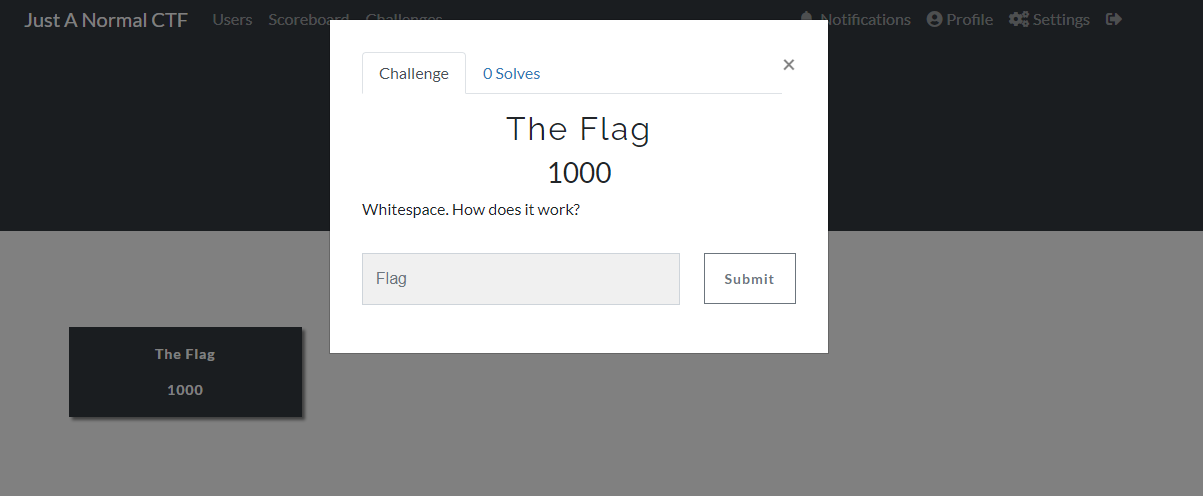 Just A Normal CTF Users Scoreboard Challenges Notifications Profile Settings
Challenge 0 Solves ×
The Flag
1000
Whitespace. How does it work?
Flag Submit
The Flag
1000